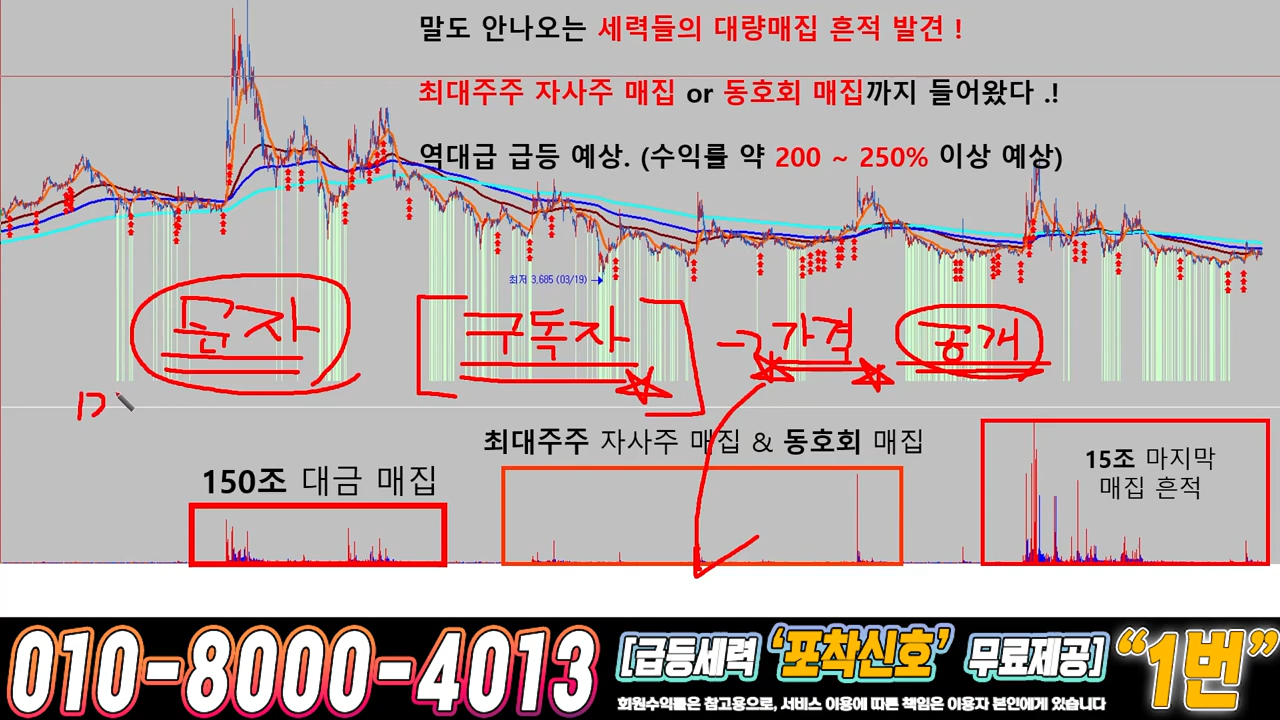 말도 안나오는 세력들의 대량매집 흔적 발견 !
최대주주 자사주 매집 or 동호회 매집까지 들어왔다 .!
역대급 급등 예상. (수익률 약 200 ~ 250% 이상 예상)
최저 3,685 (03/19)
문자
구독자
가격 공개
최대주주 자사주 매집 & 동호회 매집
150조 대금 매집
15조 마지막
매집 흔적
010-8000-4013
[급등세력 ‘포착신호’ 무료제공] “1번”
회원수익률은 참고용으로, 서비스 이용에 따른 책임은 이용자 본인에게 있습니다